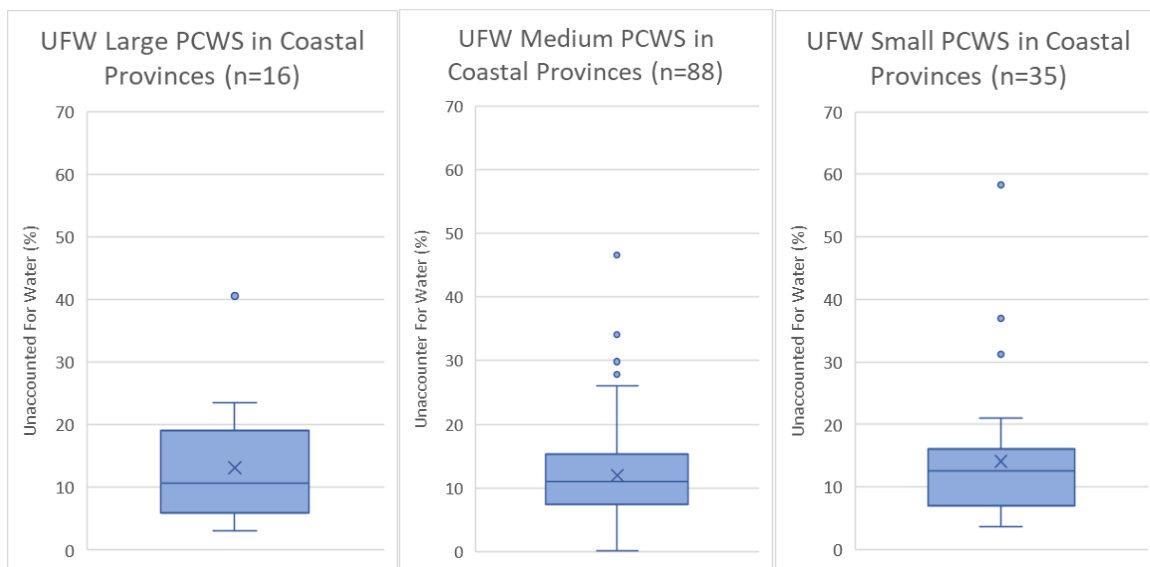 UFW Large PCWS in Coastal
Provinces (n=16)
70
60
50
40
30
20
10
0
Unaccounted For Water (%)
UFW Medium PCWS in
Coastal Provinces (n=88)
70
60
50
40
30
20
10
0
Unaccounter For Water (%)
UFW Small PCWS in Coastal
Provinces (n=35)
70
60
50
40
30
20
10
0
Unaccounted For Water (%)